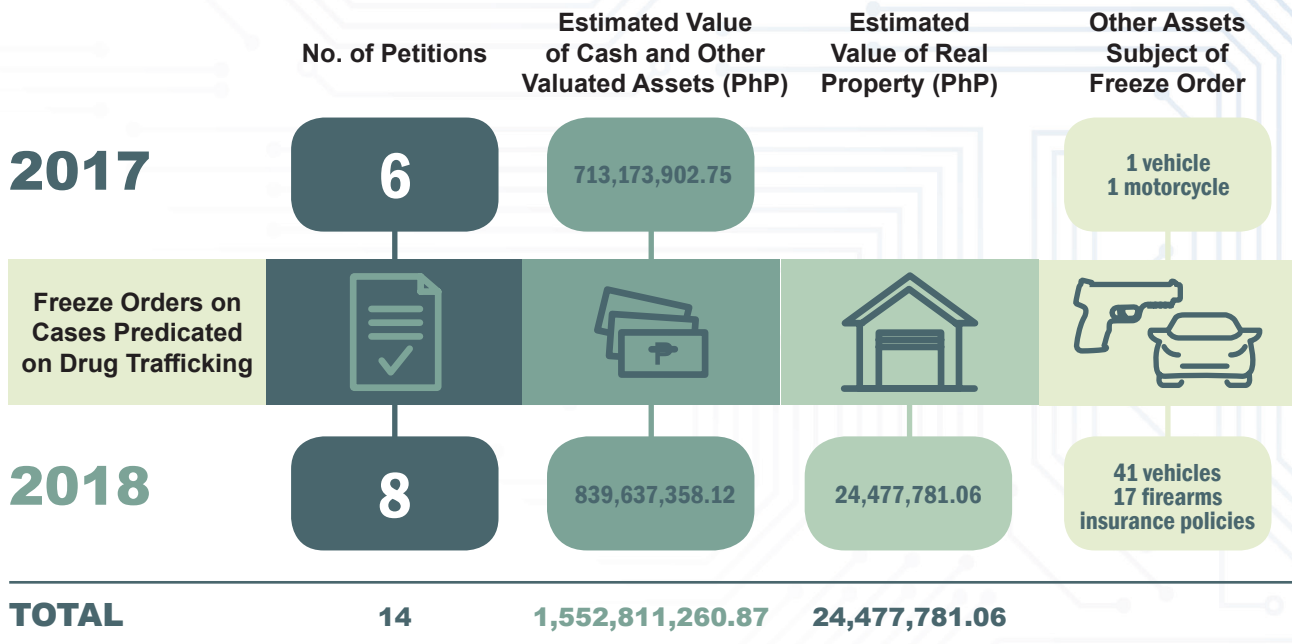 No. of Petitions
Estimated Value
of Cash and Other
Valuated Assets (PhP)
Estimated
Value of Real
Property (PhP)
Other Assets
Subject of
Freeze Order
2017
6
713,173,902.75
1 vehicle
1 motorcycle
Freeze Orders on
Cases Predicated
on Drug Trafficking
2018
8
839,637,358.12
24,477,781.06
41 vehicles
17 firearms
insurance policies
TOTAL
14
1,552,811,260.87
24,477,781.06